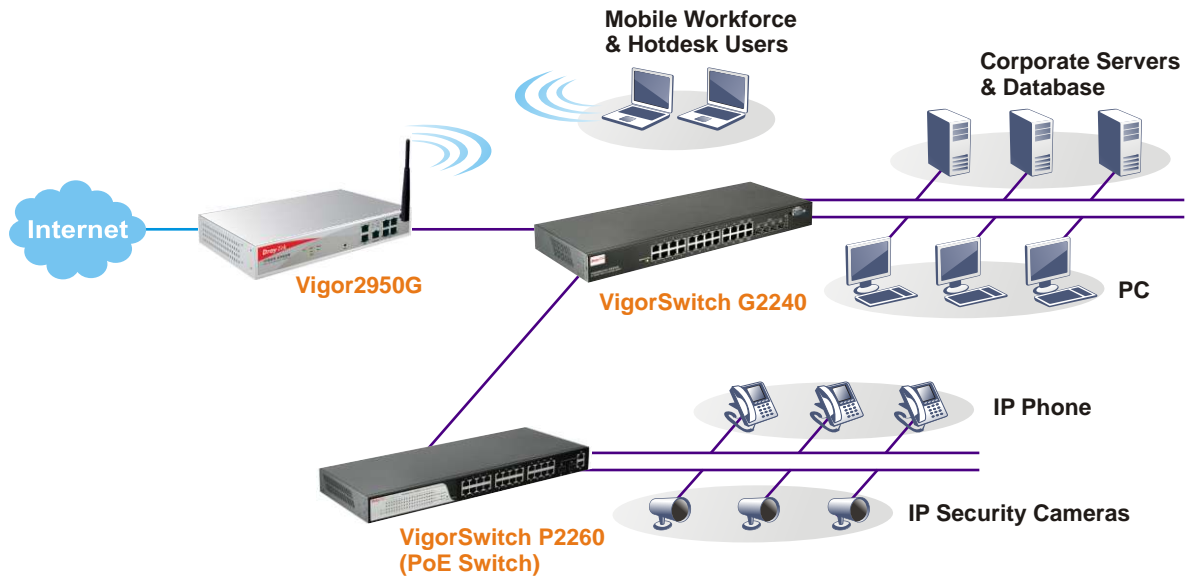 Mobile Workforce
& Hotdesk Users
Corporate Servers
& Database
Internet
DrayTek
Vigor2950G
VigorSwitch G2240
PC
IP Phone
IP Security Cameras
VigorSwitch P2260
(PoE Switch)